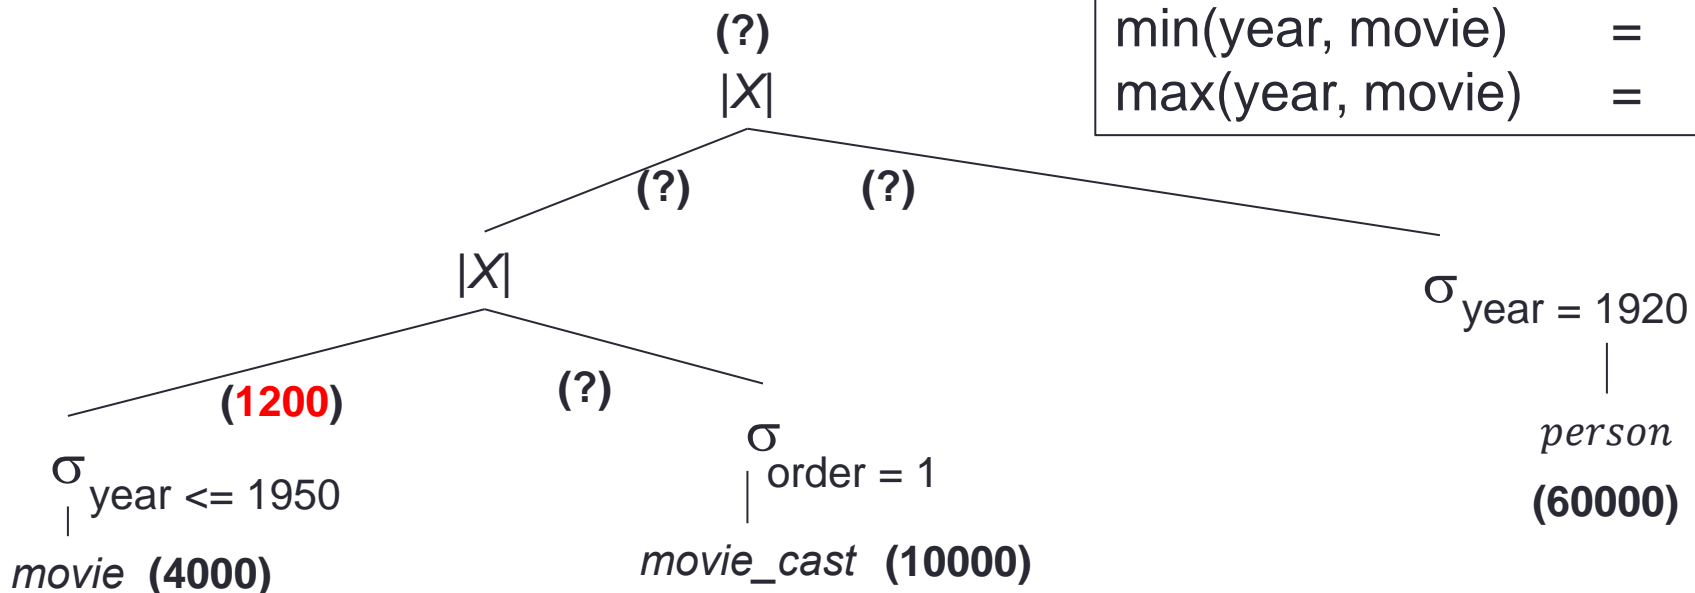 (?)
|X|
min(year, movie) =
max(year, movie) =
(?)
(?)
|X|
σ year = 1920
(1200)
(?)
person
(60000)
σ year <= 1950
σ order = 1
movie (4000)
movie_cast (10000)